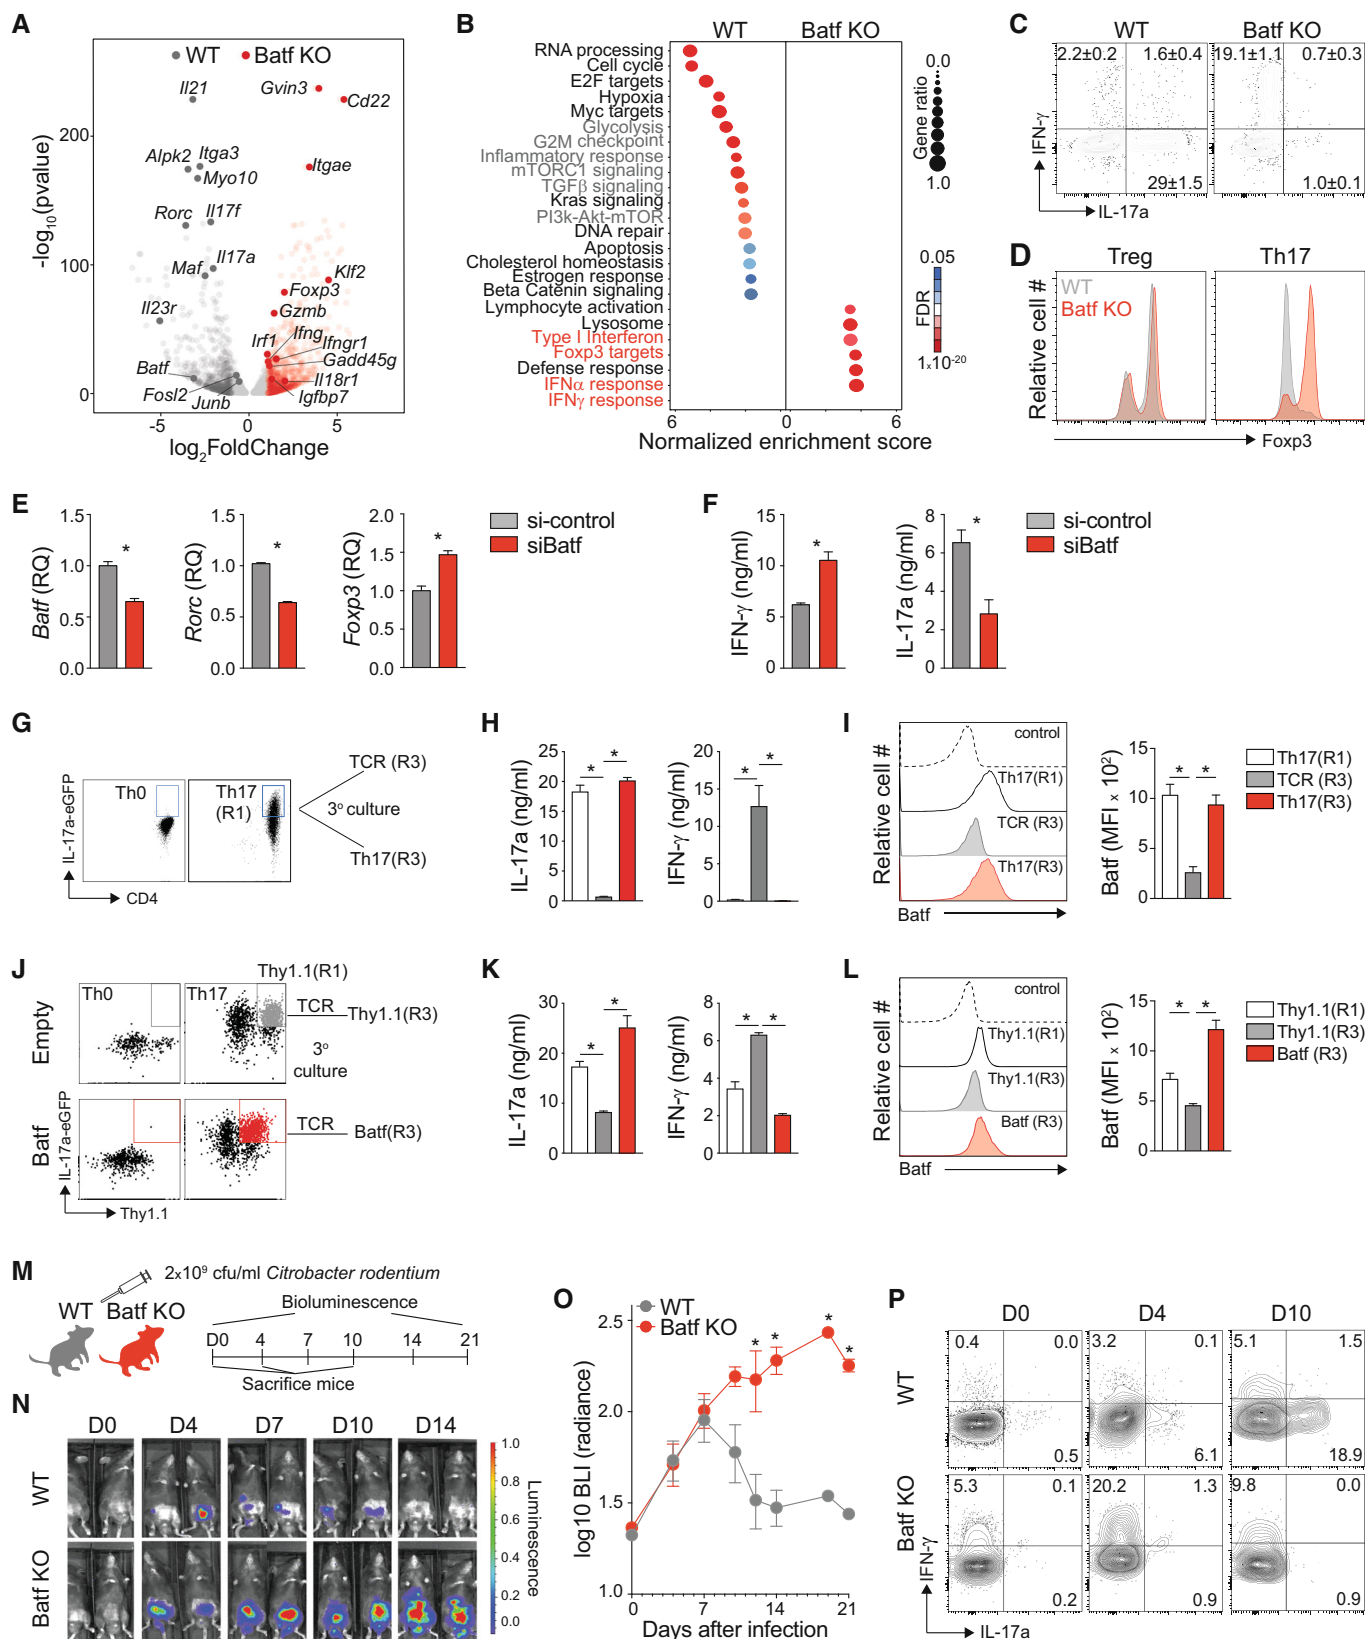 A
WT
Batf KO
Il21
Gvin3
Cd22
Alpk2
Itga3
Myo10
Itgae
Rorc
Il17f
Maf
Il17a
Klf2
Foxp3
Il23r
Gzmb
Irf1
Ifng
Ifngr1
Gadd45g
Batf
Fosl2
Junb
Il18r1
Igfbp7
200
100
0
-log10(pvalue)
-5
0
5
log2FoldChange
B
WT
Batf KO
RNA processing
Cell cycle
E2F targets
Hypoxia
Myc targets
Glycolysis
G2M checkpoint
Inflammatory response
mTORC1 signaling
TGFβ signaling
Kras signaling
PI3k-Akt-mTOR
DNA repair
Apoptosis
Cholesterol homeostasis
Estrogen response
Beta Catenin signaling
Lymphocyte activation
Lysosome
Type I Interferon
Foxp3 targets
Defense response
IFNα response
IFNγ response
6
0
0
6
Normalized enrichment score
0.0
Gene ratio
1.0
0.05
FDR
1x10-20
C
WT
Batf KO
2.2±0.2
1.6±0.4
19.1±1.1
0.7±0.3
29±1.5
1.0±0.1
IFN-γ
IL-17a
D
Treg
Th17
WT
Batf KO
Relative cell #
Foxp3
E
Batf (RQ)
1.5
1.0
0.5
0.0
*
Rorc (RQ)
1.5
1.0
0.5
0.0
*
Foxp3 (RQ)
2.0
1.5
1.0
0.5
0.0
*
si-control
siBatf
F
IFN-γ (ng/ml)
15
10
5
0
*
IL-17a (ng/ml)
8
6
4
2
0
*
si-control
siBatf
G
Th0
Th17
(R1)
TCR (R3)
3o culture
Th17(R3)
IL-17a-eGFP
CD4
H
IL-17a (ng/ml)
25
20
15
10
5
0
* *
IFN-γ (ng/ml)
20
15
10
5
0
* *
I
control
Th17(R1)
TCR (R3)
Th17(R3)
Relative cell #
Batf
Batf (MFI x 102)
15
10
5
0
* *
Th17(R1)
TCR (R3)
Th17(R3)
J
Thy1.1(R1)
Empty
Th0
Th17
TCR
Thy1.1(R3)
3o
culture
Batf
TCR
Batf(R3)
IL-17a-eGFP
Thy1.1
K
IL-17a (ng/ml)
30
20
10
0
* *
IFN-γ (ng/ml)
8
6
4
2
0
* *
L
control
Thy1.1(R1)
Thy1.1(R3)
Batf (R3)
Relative cell #
Batf
Batf (MFI x 102)
15
10
5
0
* *
Thy1.1(R1)
Thy1.1(R3)
Batf (R3)
M
2x109 cfu/ml Citrobacter rodentium
WT
Batf KO
Bioluminescence
D0 4 7 10 14 21
Sacrifice mice
N
D0
D4
D7
D10
D14
WT
Batf KO
1.0
0.8
0.6
0.4
0.2
0.0
Luminescence
O
WT
Batf KO
log10 BLI (radiance)
2.5
2.0
1.5
1.0
* * * *
0
7
14
21
Days after infection
P
D0
D4
D10
WT
0.4
0.0
0.5
3.2
0.1
6.1
5.1
1.5
18.9
Batf KO
5.3
0.1
0.2
20.2
1.3
0.9
9.8
0.0
0.9
IFN-γ
IL-17a